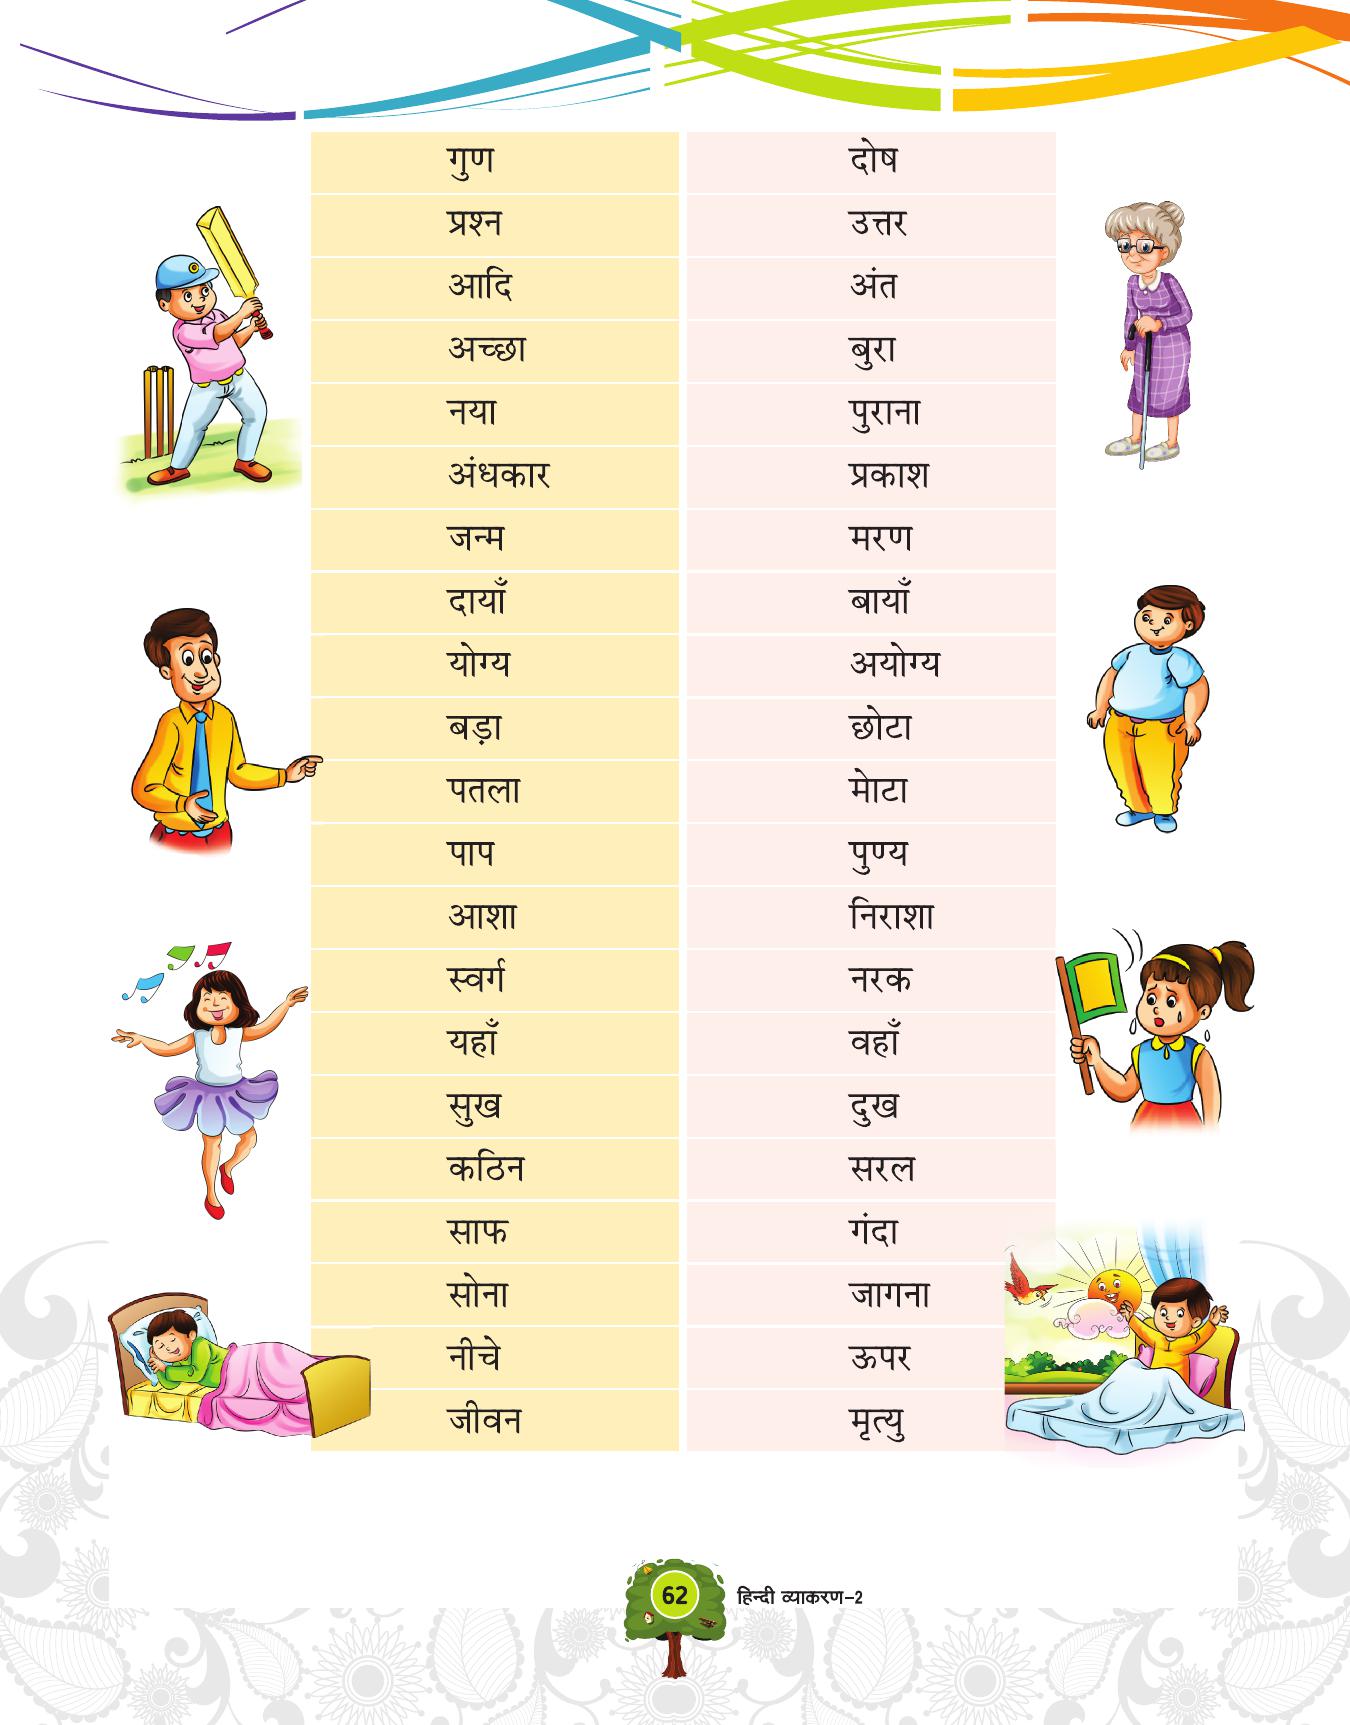 गुण दोष
प्रश्न उत्तर
आदि अंत
अच्छा बुरा
नया पुराना
अंधकार प्रकाश
जन्म मरण
दायाँ बायाँ
योग्य अयोग्य
बड़ा छोटा
पतला मोटा
पाप पुण्य
आशा निराशा
स्वर्ग नरक
यहाँ वहाँ
सुख दुख
कठिन सरल
साफ गंदा
सोना जागना
नीचे ऊपर
जीवन मृत्यु
62 हिन्दी व्याकरण-2